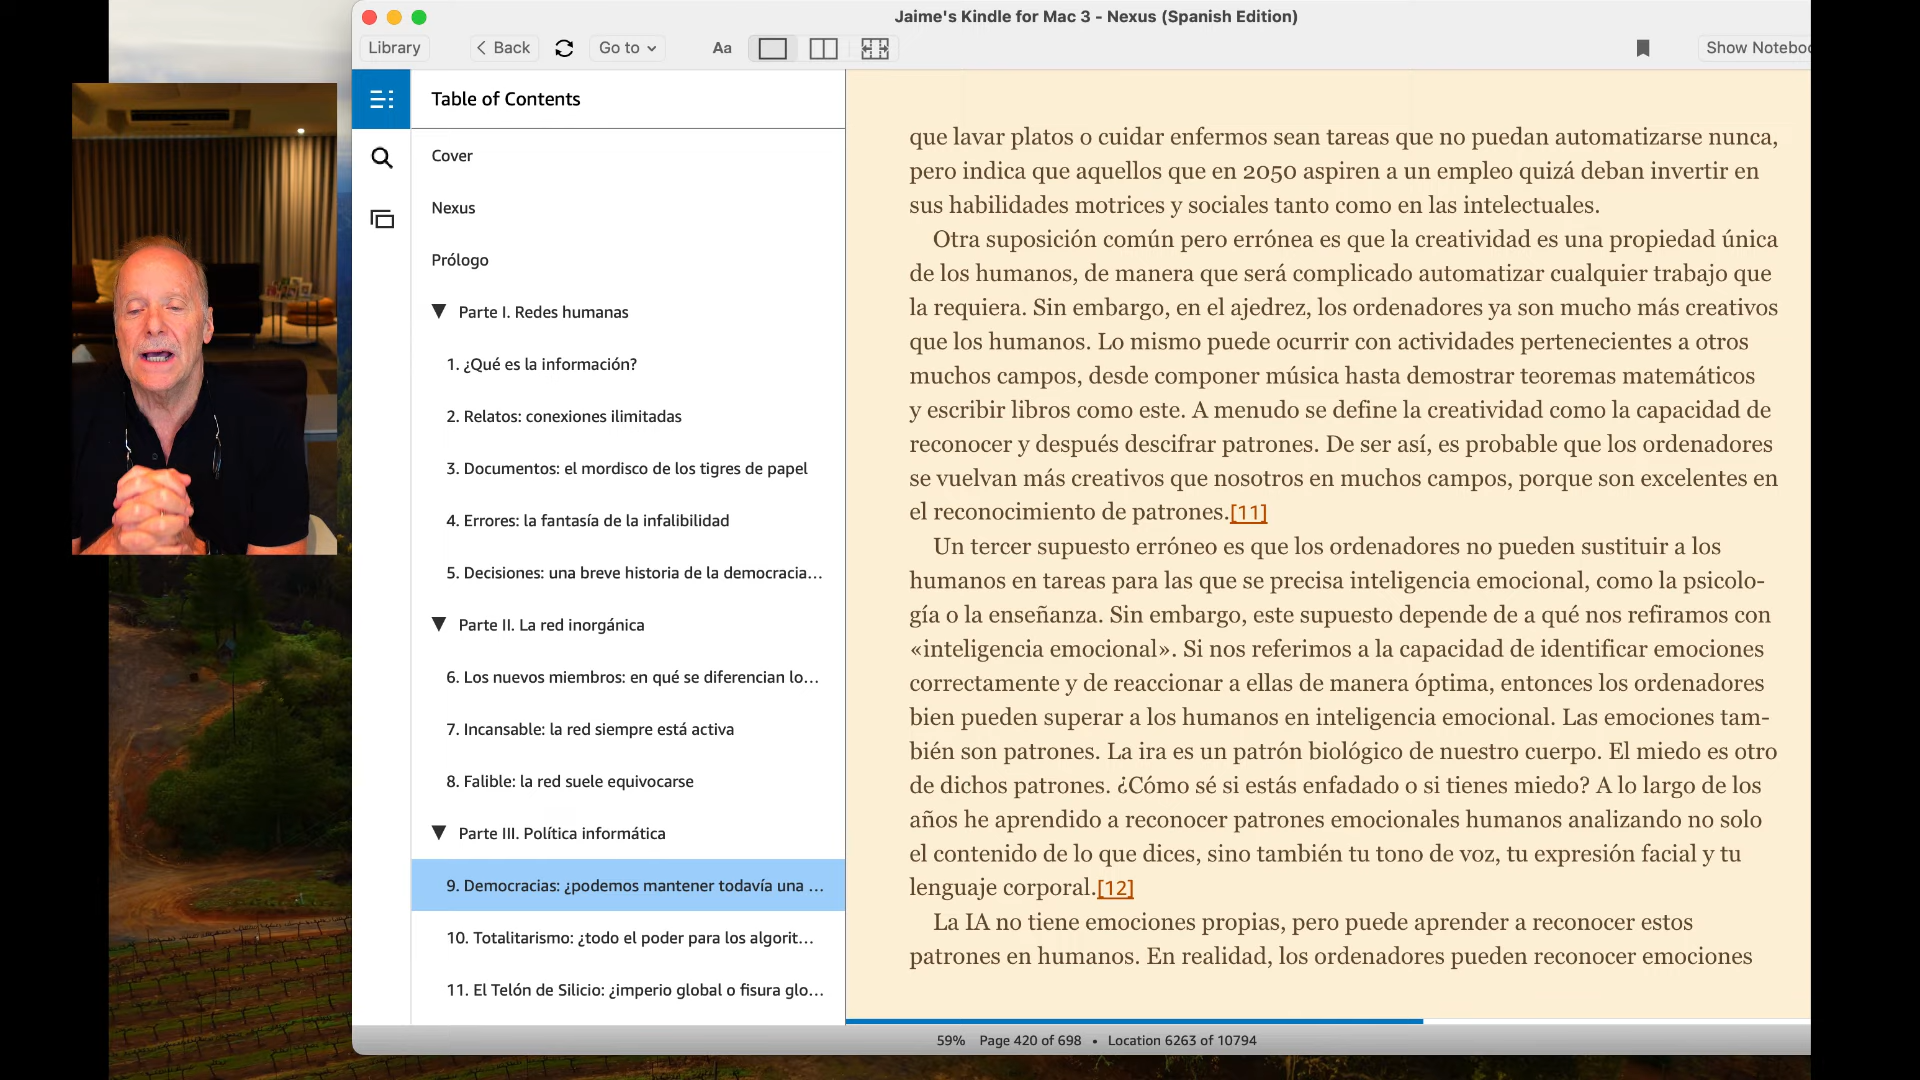 Jaime's Kindle for Mac 3 - Nexus (Spanish Edition)
Library
Back
Go to
Aa
Show Noteboo
Table of Contents
Cover
Nexus
Prólogo
Parte I. Redes humanas
1. ¿Qué es la información?
2. Relatos: conexiones ilimitadas
3. Documentos: el mordisco de los tigres de papel
4. Errores: la fantasía de la infalibilidad
5. Decisiones: una breve historia de la democracia...
Parte II. La red inorgánica
6. Los nuevos miembros: en qué se diferencian lo...
7. Incansable: la red siempre está activa
8. Falible: la red suele equivocarse
Parte III. Política informática
9. Democracias: ¿podemos mantener todavía una ...
10. Totalitarismo: ¿todo el poder para los algorit...
11. El Telón de Silicio: ¿imperio global o fisura glo...
que lavar platos o cuidar enfermos sean tareas que no puedan automatizarse nunca,
pero indica que aquellos que en 2050 aspiren a un empleo quizá deban invertir en
sus habilidades motrices y sociales tanto como en las intelectuales.
Otra suposición común pero errónea es que la creatividad es una propiedad única
de los humanos, de manera que será complicado automatizar cualquier trabajo que
la requiera. Sin embargo, en el ajedrez, los ordenadores ya son mucho más creativos
que los humanos. Lo mismo puede ocurrir con actividades pertenecientes a otros
muchos campos, desde componer música hasta demostrar teoremas matemáticos
y escribir libros como este. A menudo se define la creatividad como la capacidad de
reconocer y después descifrar patrones. De ser así, es probable que los ordenadores
se vuelvan más creativos que nosotros en muchos campos, porque son excelentes en
el reconocimiento de patrones.[11]
Un tercer supuesto erróneo es que los ordenadores no pueden sustituir a los
humanos en tareas para las que se precisa inteligencia emocional, como la psicolo-
gía o la enseñanza. Sin embargo, este supuesto depende de a qué nos refiramos con
«inteligencia emocional». Si nos referimos a la capacidad de identificar emociones
correctamente y de reaccionar a ellas de manera óptima, entonces los ordenadores
bien pueden superar a los humanos en inteligencia emocional. Las emociones tam-
bién son patrones. La ira es un patrón biológico de nuestro cuerpo. El miedo es otro
de dichos patrones. ¿Cómo sé si estás enfadado o si tienes miedo? A lo largo de los
años he aprendido a reconocer patrones emocionales humanos analizando no solo
el contenido de lo que dices, sino también tu tono de voz, tu expresión facial y tu
lenguaje corporal.[12]
La IA no tiene emociones propias, pero puede aprender a reconocer estos
patrones en humanos. En realidad, los ordenadores pueden reconocer emociones
59% Page 420 of 698 • Location 6263 of 10794